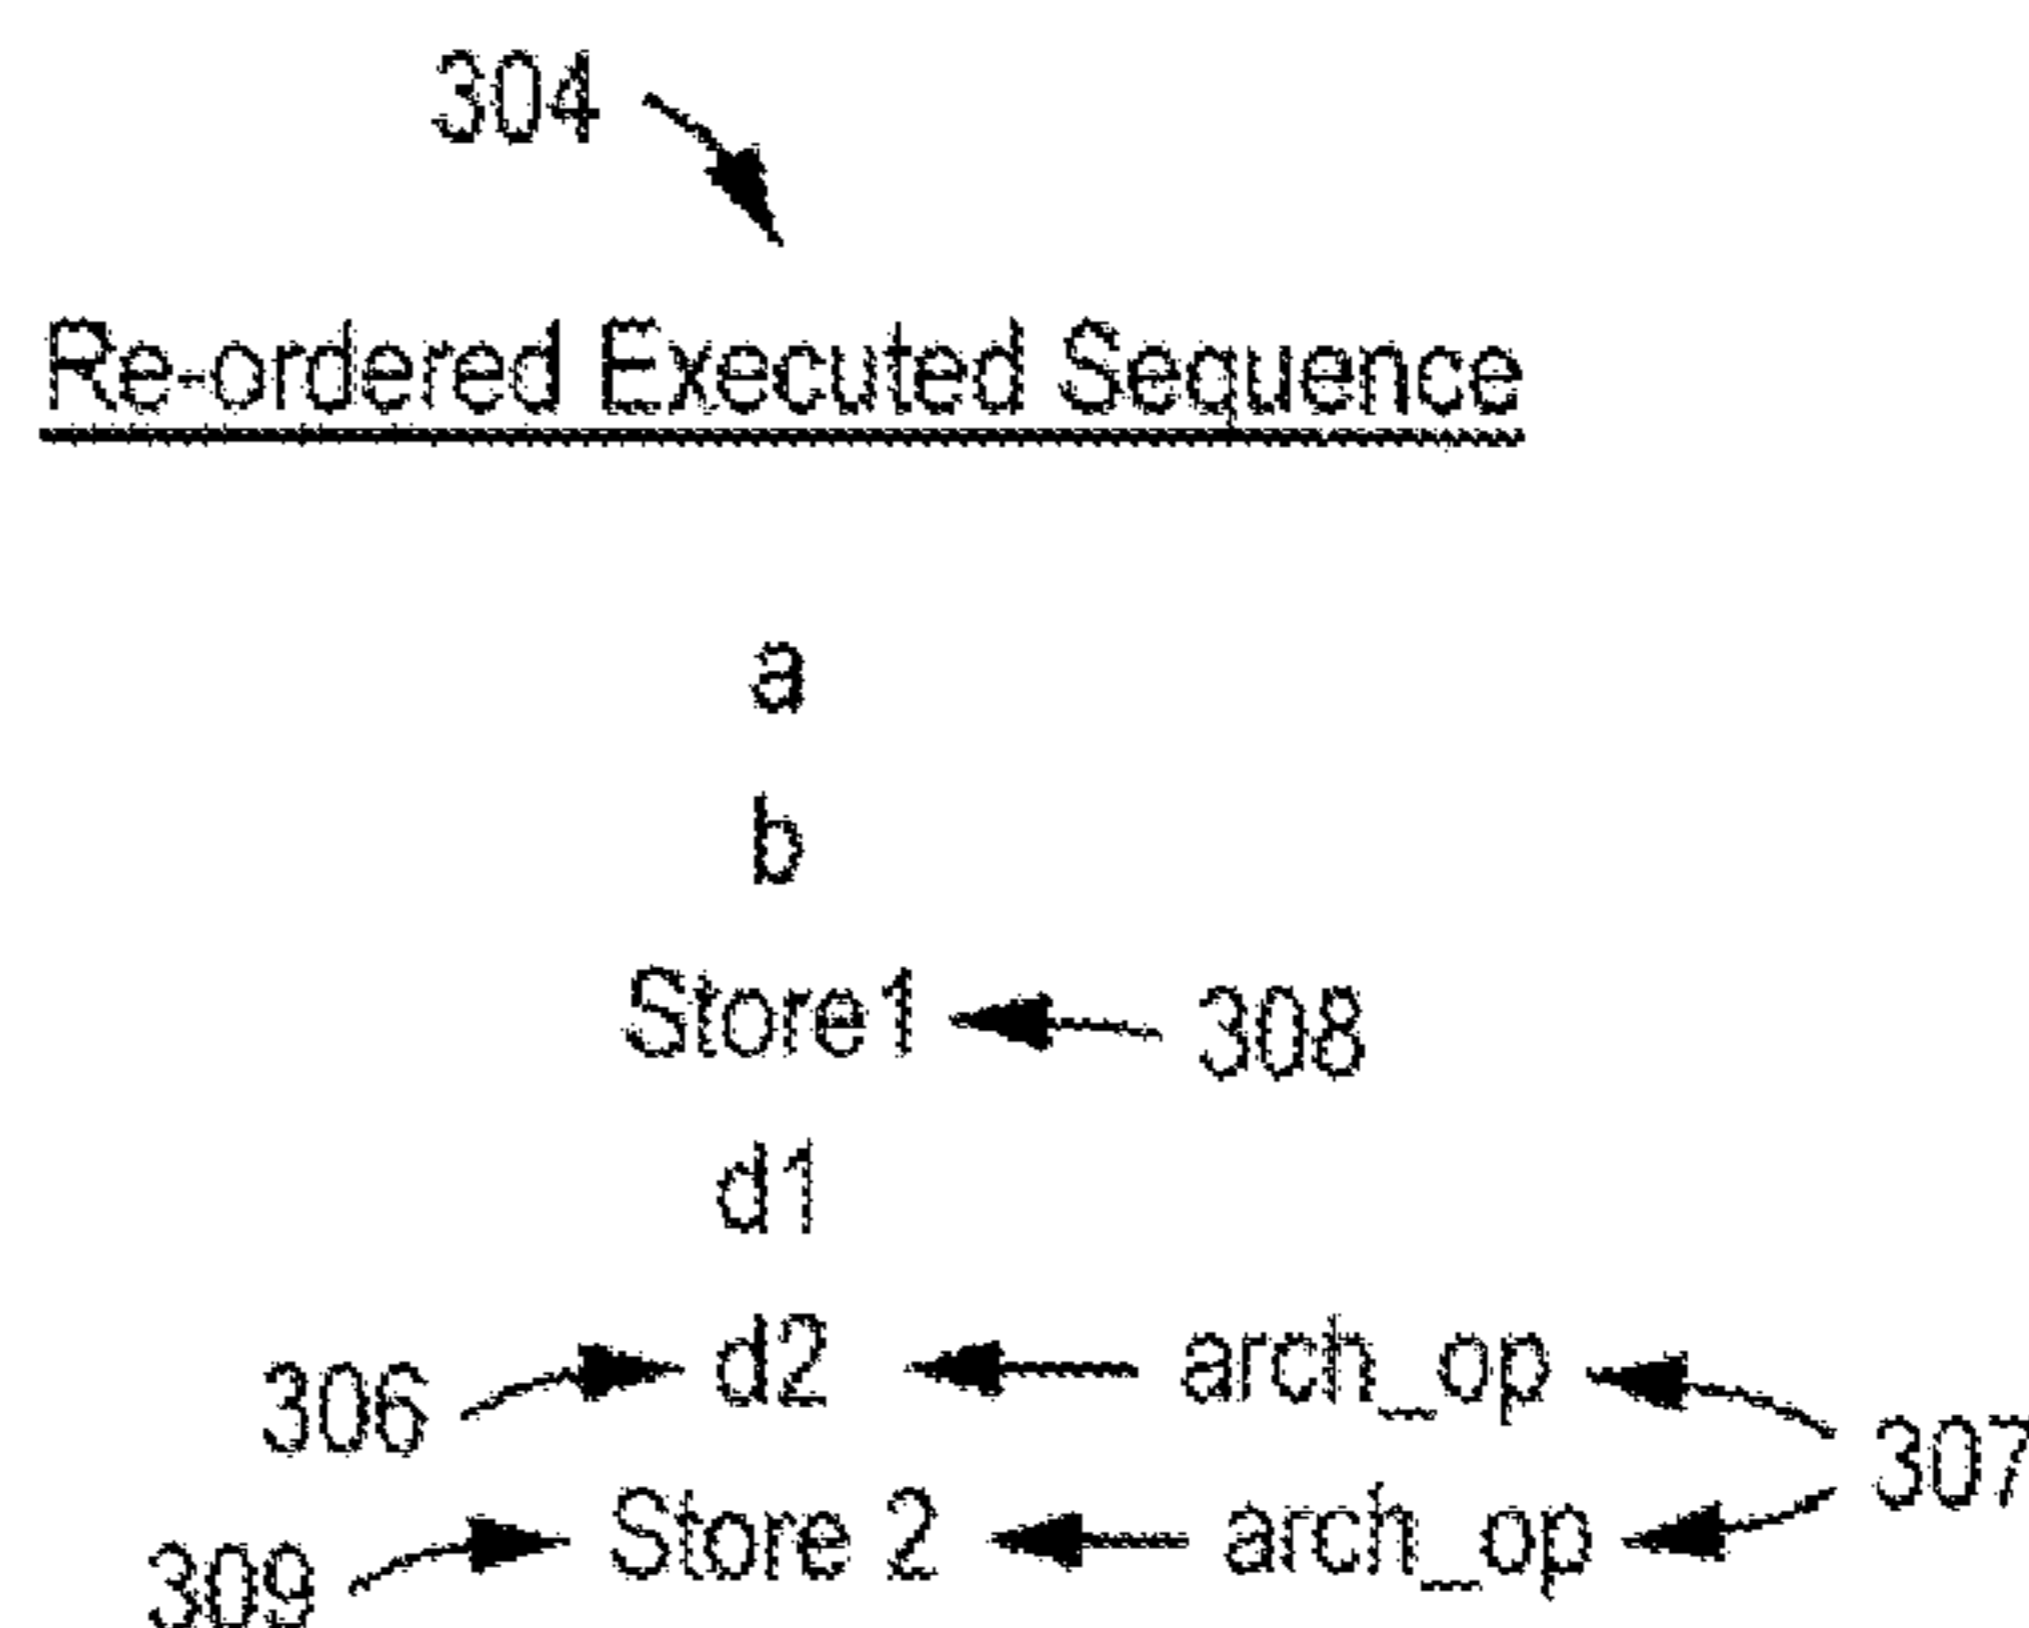 304
Re-ordered Executed Sequence
a
b
Store1 308
d1
306 d2 arch_op 307
309 Store 2 arch_op